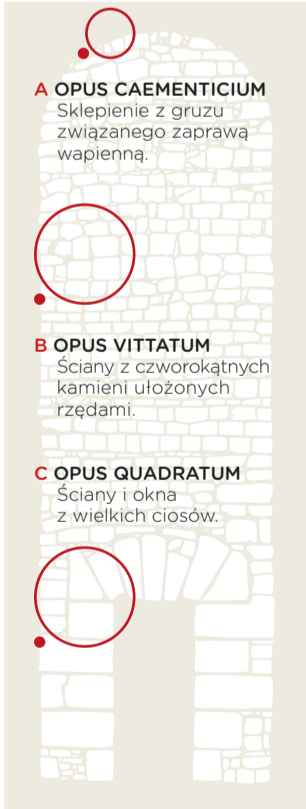 A OPUS CAEMENTICIUM
Sklepienie z gruzu
związanego zaprawą
wapienną.
B OPUS VITTATUM
Ściany z czworokątnych
kamieni ułożonych
rzędami.
C OPUS QUADRATUM
Ściany i okna
z wielkich ciosów.